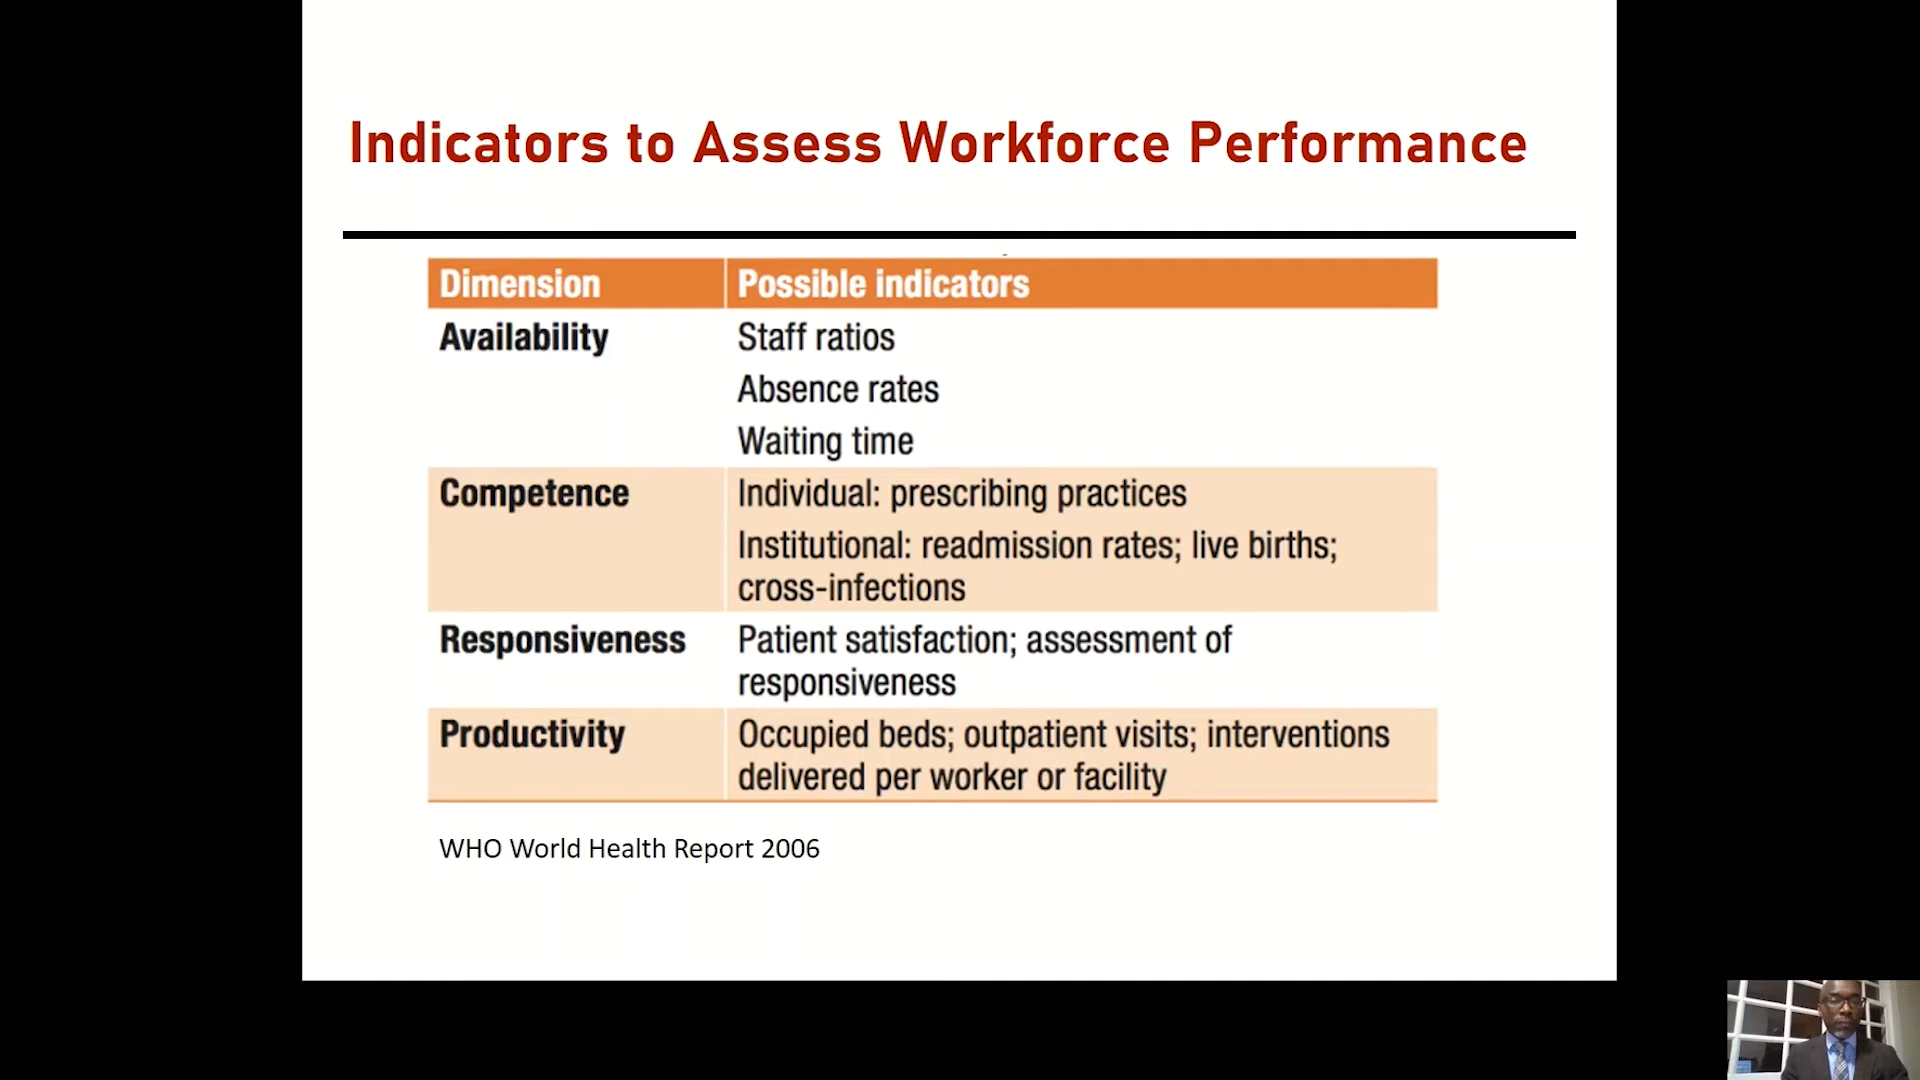 Indicators to Assess Workforce Performance
Dimension Possible indicators
Availability Staff ratios
Absence rates
Waiting time
Competence Individual: prescribing practices
Institutional: readmission rates; live births;
cross-infections
Responsiveness Patient satisfaction; assessment of
responsiveness
Productivity Occupied beds; outpatient visits; interventions
delivered per worker or facility
WHO World Health Report 2006